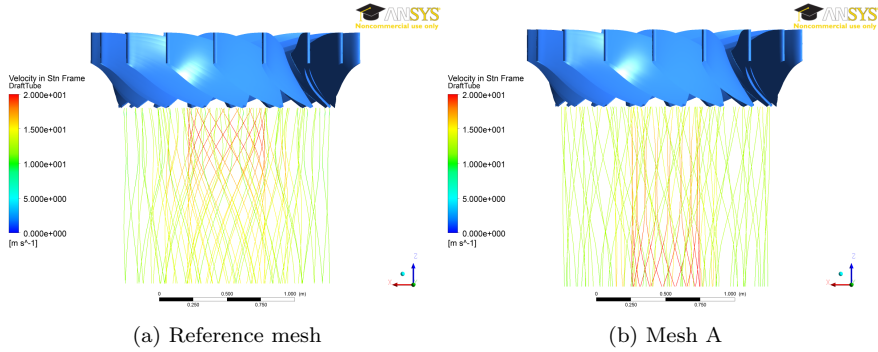 ANSYS
Noncommercial use only
Velocity in Stn Frame
DraftTube
2.000e+001
1.500e+001
1.000e+001
5.000e+000
0.000e+000
[m s^-1]
Z
X
0 0.500 1.000 (m)
0.250 0.750
(a) Reference mesh
ANSYS
Noncommercial use only
Velocity in Stn Frame
DraftTube
2.000e+001
1.500e+001
1.000e+001
5.000e+000
0.000e+000
[m s^-1]
Z
X
0 0.500 1.000 (m)
0.250 0.750
(b) Mesh A